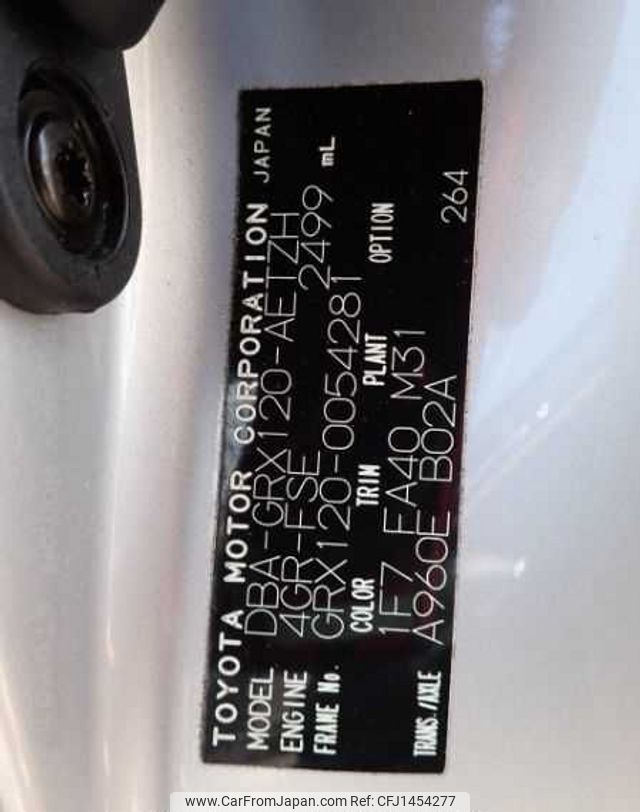 TOYOTA MOTOR CORPORATION JAPAN
MODEL DBA-GRX120-AETZH
ENGINE 4GR-FSE 2499 mL
FRAME No. GRX120-0054281
COLOR TRIM PLANT OPTION
1F7 FA40 M31
TRANS./AXLE A960E B02A 264
www.CarFromJapan.com CFJ1454277